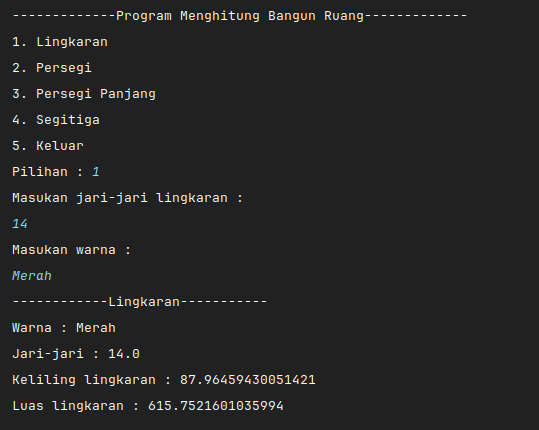 -------------Program Menghitung Bangun Ruang-------------
1. Lingkaran
2. Persegi
3. Persegi Panjang
4. Segitiga
5. Keluar
Pilihan : 1
Masukan jari-jari lingkaran :
14
Masukan warna :
Merah
------------Lingkaran-----------
Warna : Merah
Jari-jari : 14.0
Keliling lingkaran : 87.96459430051421
Luas lingkaran : 615.7521601035994